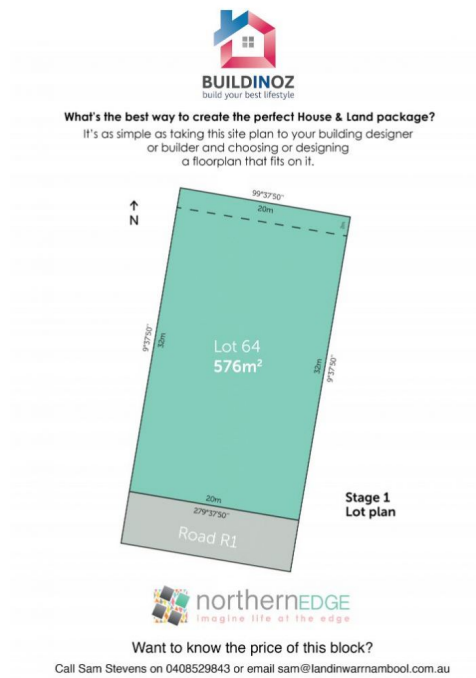 BUILDINOZ
build your best lifestyle
What's the best way to create the perfect House & Land package?
It's as simple as taking this site plan to your building designer
or builder and choosing or designing
a floorplan that fits on it.
N
99°37'50"
20m
2m
9°37'50"
32m
Lot 64
576m²
32m
9°37'50"
20m
279°37'50"
Road R1
Stage 1
Lot plan
northernEDGE
imagine life at the edge
Want to know the price of this block?
Call Sam Stevens on 0408529843 or email sam@landinwarrnambool.com.au